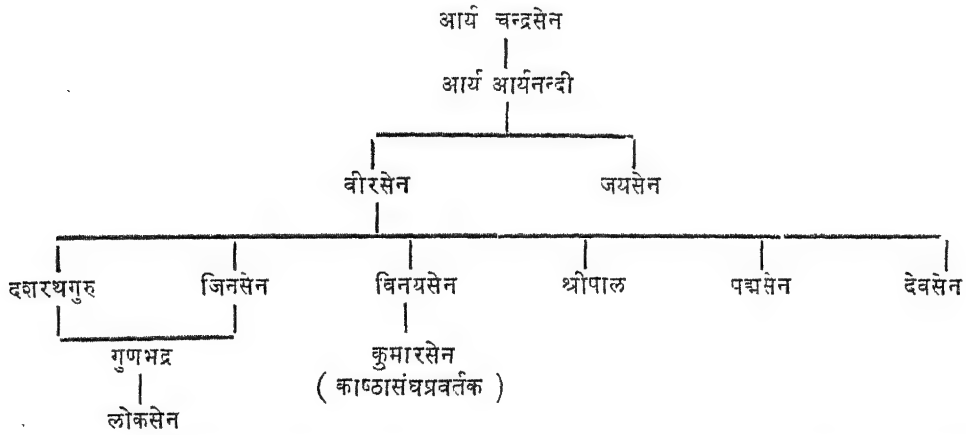 आर्य चन्द्रसेन
आर्य आर्यनन्दी
वीरसेन जयसेन
दशरथगुरु जिनसेन विनयसेन श्रीपाल पद्मसेन देवसेन
गुणभद्र कुमारसेन
( काष्ठासंघप्रवर्तक )
लोकसेन